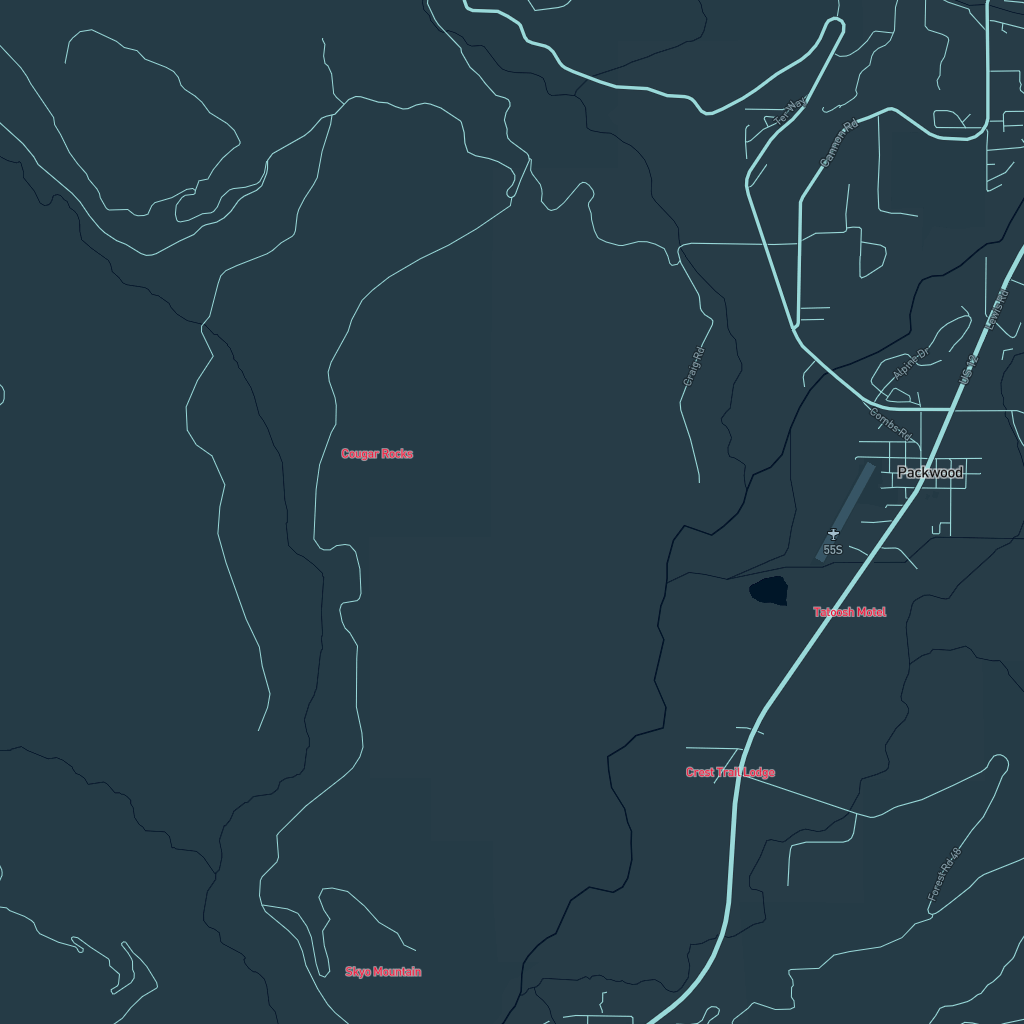 Ter-Way
Cannon Rd
Lewis Rd
Craig Rd
Alpine Dr
US 12
Combs Rd
Cougar Rocks
Packwood
55S
Tatoosh Motel
Crest Trail Lodge
Forest Rd 48
Skyo Mountain